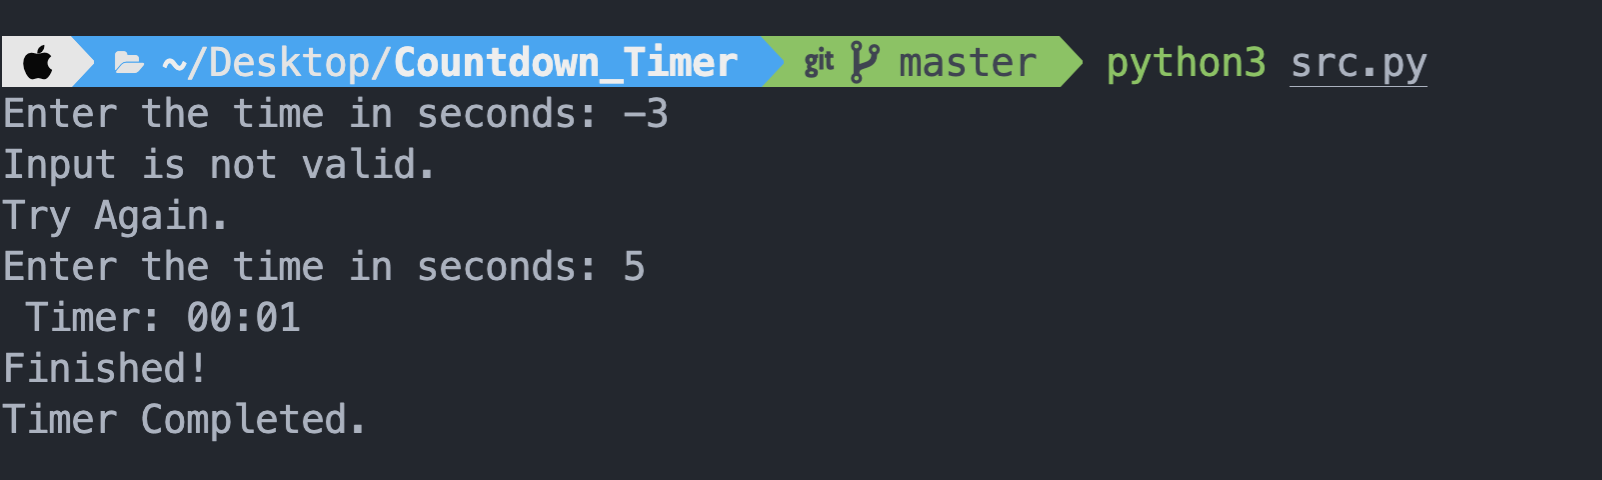 ~/Desktop/Countdown_Timer git master python3 src.py
Enter the time in seconds: -3
Input is not valid.
Try Again.
Enter the time in seconds: 5
 Timer: 00:01
Finished!
Timer Completed.